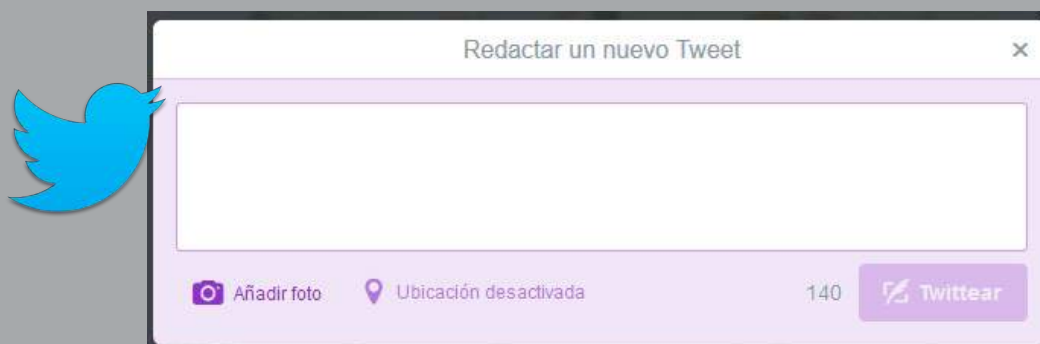 Redactar un nuevo Tweet ×
Añadir foto Ubicación desactivada 140 Twittear